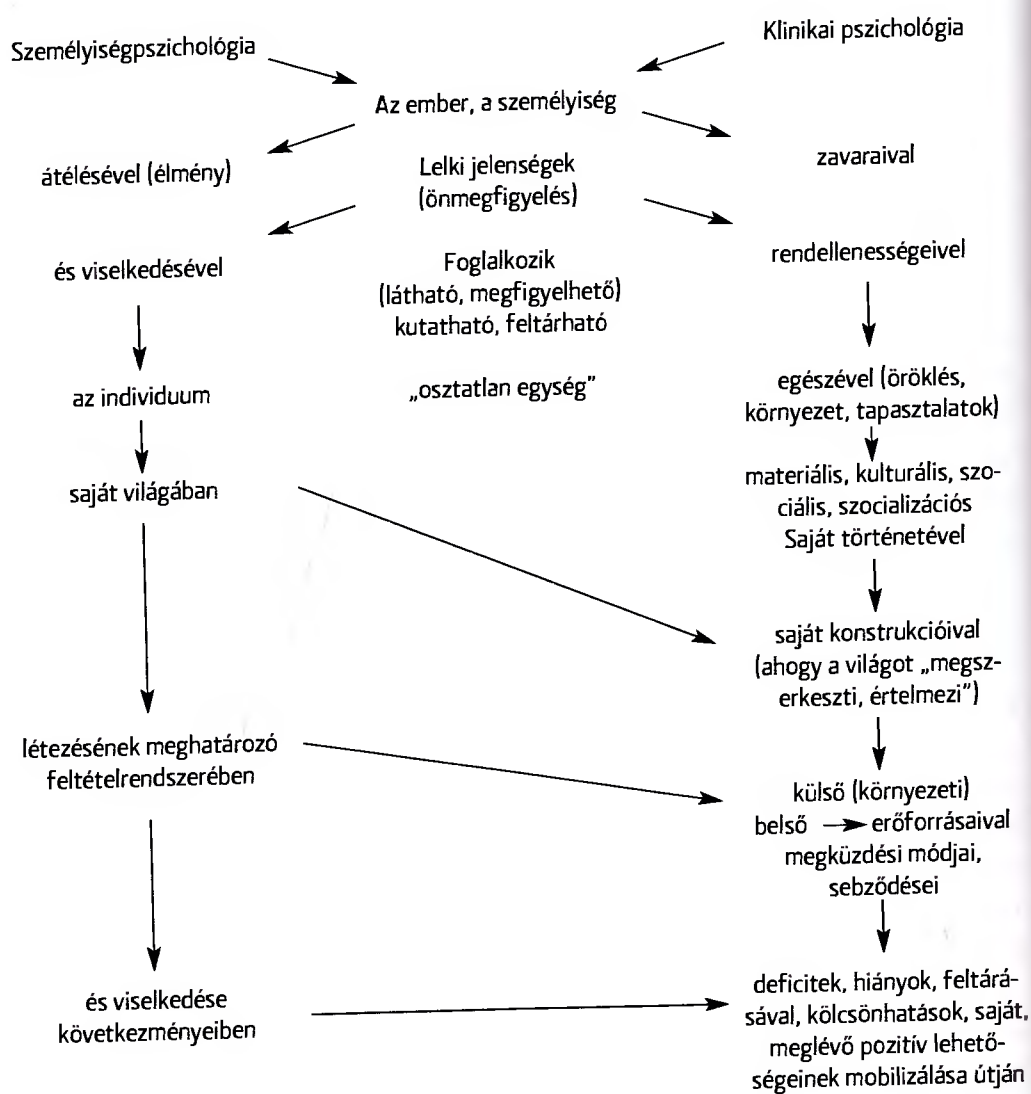 Személyiségpszichológia
Klinikai pszichológia
Az ember, a személyiség
átélésével (élmény)
Lelki jelenségek
(önmegfigyelés)
zavaraival
és viselkedésével
Foglalkozik
(látható, megfigyelhető)
kutatható, feltárható
rendellenességeivel
az individuum
„osztatlan egység”
egészével (öröklés,
környezet, tapasztalatok)
saját világában
materiális, kulturális, szo-
ciális, szocializációs
Saját történetével
saját konstrukcióival
(ahogy a világot „megsz-
erkeszti, értelmezi”)
létezésének meghatározó
feltételrendszerében
külső (környezeti)
belső → erőforrásaival
megküzdési módjai,
sebződései
és viselkedése
következményeiben
deficitek, hiányok, feltárá-
sával, kölcsönhatások, saját,
meglévő pozitív lehető-
ségeinek mobilizálása útján